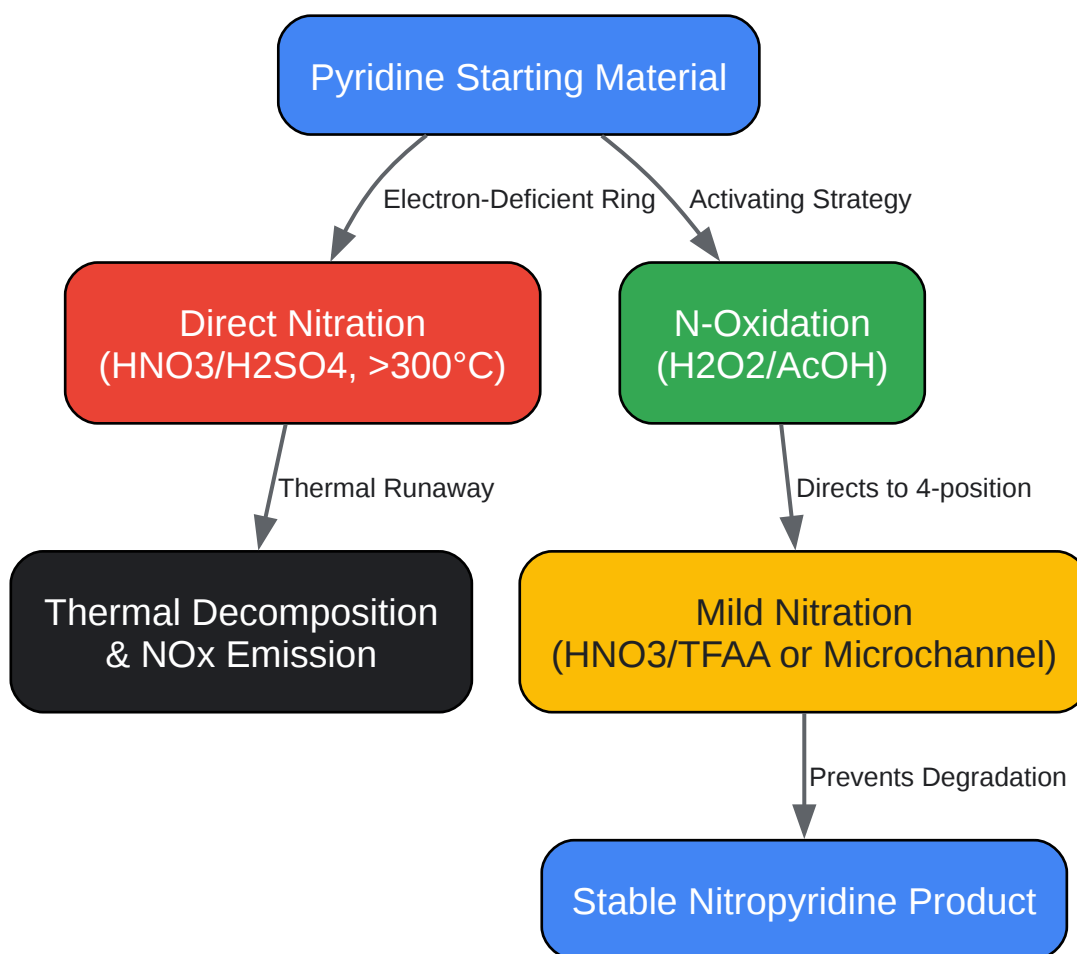 Pyridine Starting Material
Electron-Deficient Ring
Activating Strategy
Direct Nitration
(HNO3/H2SO4, >300°C)
N-Oxidation
(H2O2/AcOH)
Thermal Runaway
Directs to 4-position
Thermal Decomposition
& NOx Emission
Mild Nitration
(HNO3/TFAA or Microchannel)
Prevents Degradation
Stable Nitropyridine Product